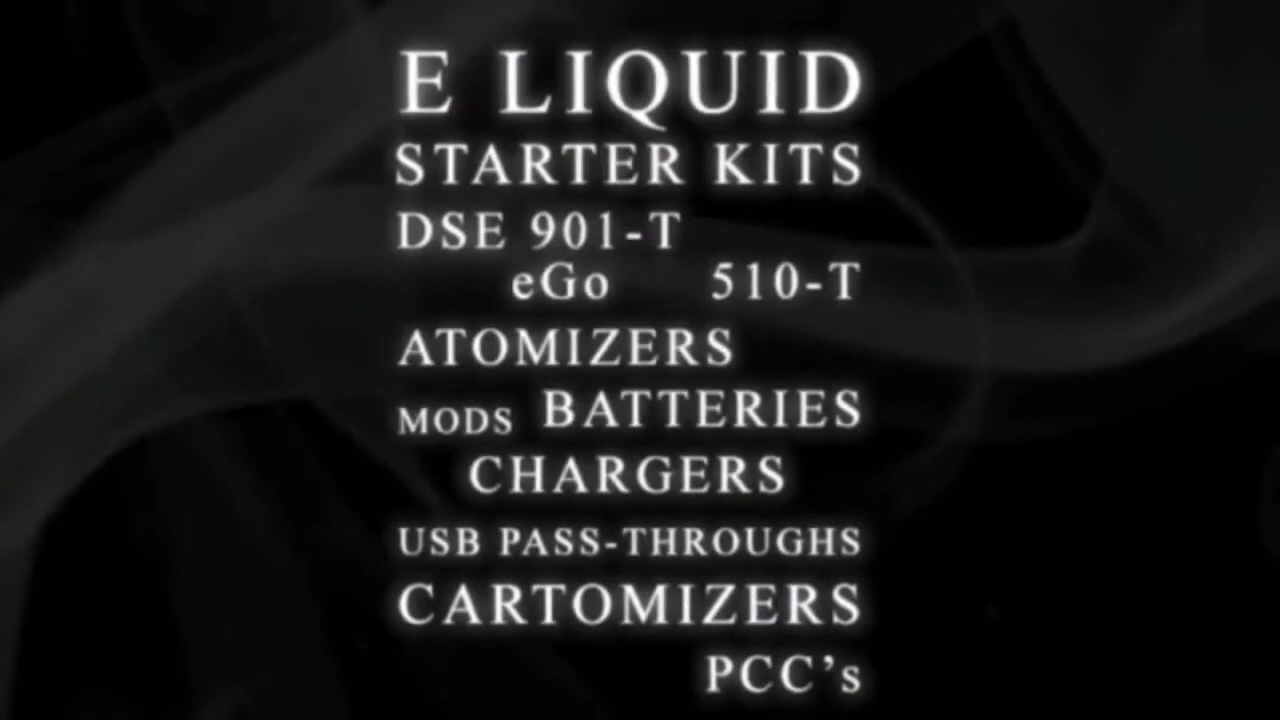 E LIQUID
STARTER KITS
DSE 901-T
eGo 510-T
ATOMIZERS
MODS BATTERIES
CHARGERS
USB PASS-THROUGHS
CARTOMIZERS
PCC's